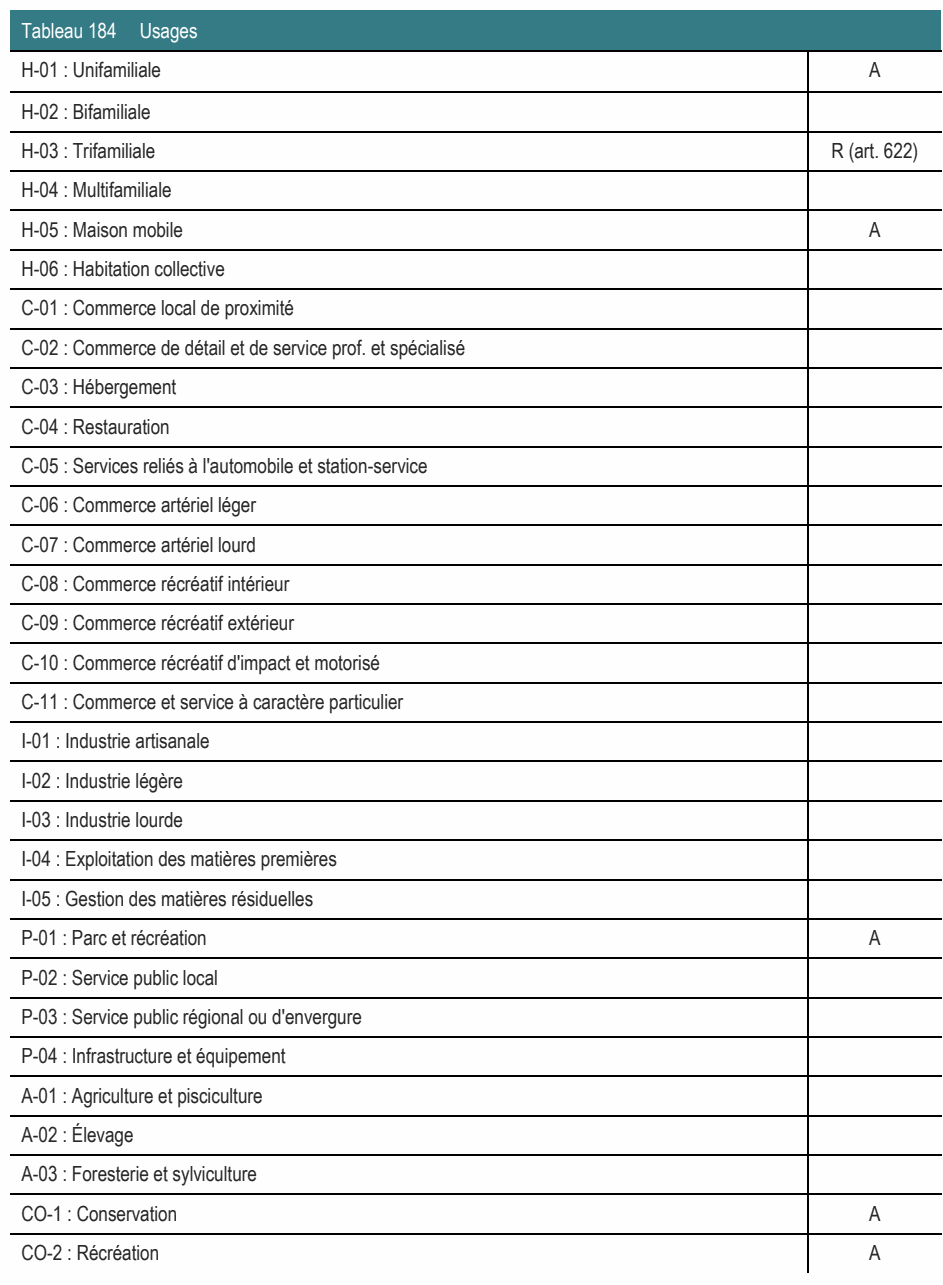 Tableau 184 Usages
H-01 : Unifamiliale A
H-02 : Bifamiliale
H-03 : Trifamiliale R (art. 622)
H-04 : Multifamiliale
H-05 : Maison mobile A
H-06 : Habitation collective
C-01 : Commerce local de proximité
C-02 : Commerce de détail et de service prof. et spécialisé
C-03 : Hébergement
C-04 : Restauration
C-05 : Services reliés à l'automobile et station-service
C-06 : Commerce artériel léger
C-07 : Commerce artériel lourd
C-08 : Commerce récréatif intérieur
C-09 : Commerce récréatif extérieur
C-10 : Commerce récréatif d'impact et motorisé
C-11 : Commerce et service à caractère particulier
I-01 : Industrie artisanale
I-02 : Industrie légère
I-03 : Industrie lourde
I-04 : Exploitation des matières premières
I-05 : Gestion des matières résiduelles
P-01 : Parc et récréation A
P-02 : Service public local
P-03 : Service public régional ou d'envergure
P-04 : Infrastructure et équipement
A-01 : Agriculture et pisciculture
A-02 : Élevage
A-03 : Foresterie et sylviculture
CO-1 : Conservation A
CO-2 : Récréation A